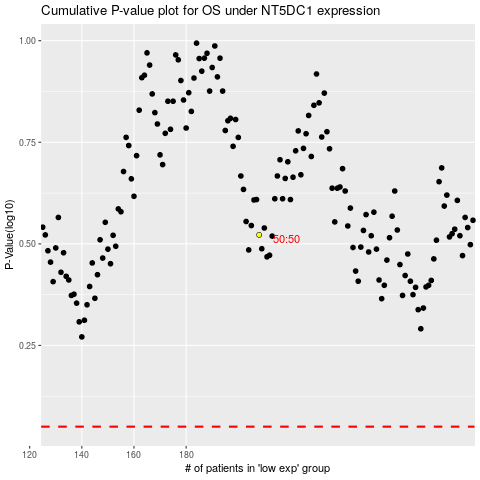 Cumulative P-value plot for OS under NT5DC1 expression
P-Value(log10)
1.00
0.75
0.50
0.25
50:50
120 140 160 180
# of patients in 'low exp' group